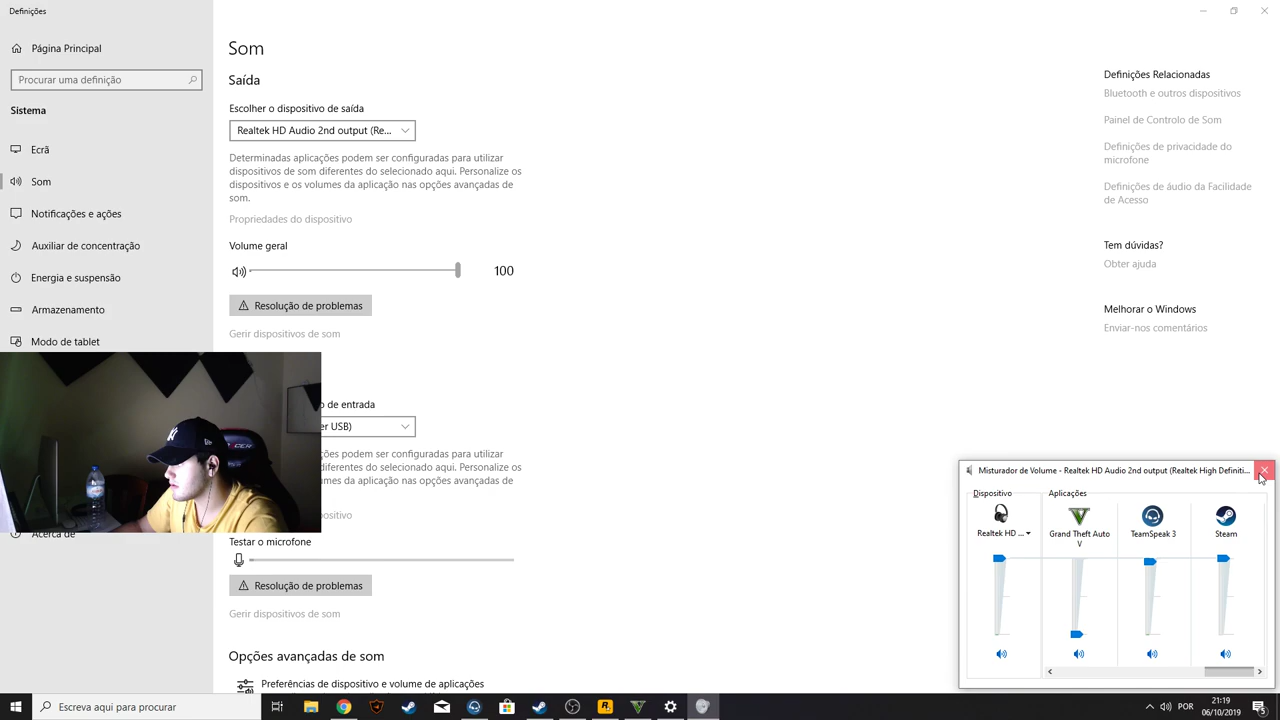 Definições
Página Principal
Procurar uma definição
Sistema
Ecrã
Som
Notificações e ações
Auxiliar de concentração
Energia e suspensão
Armazenamento
Modo de tablet
Acerca de
Som
Saída
Escolher o dispositivo de saída
Realtek HD Audio 2nd output (Re...
Determinadas aplicações podem ser configuradas para utilizar
dispositivos de som diferentes do selecionado aqui. Personalize os
dispositivos e os volumes da aplicação nas opções avançadas de
som.
Propriedades do dispositivo
Volume geral
100
Resolução de problemas
Gerir dispositivos de som
o de entrada
er USB)
ções podem ser configuradas para utilizar
diferentes do selecionado aqui. Personalize os
umes da aplicação nas opções avançadas de
ositivo
Testar o microfone
Resolução de problemas
Gerir dispositivos de som
Opções avançadas de som
Preferências de dispositivo e volume de aplicações
Definições Relacionadas
Bluetooth e outros dispositivos
Painel de Controlo de Som
Definições de privacidade do
microfone
Definições de áudio da Facilidade
de Acesso
Tem dúvidas?
Obter ajuda
Melhorar o Windows
Enviar-nos comentários
Misturador de Volume - Realtek HD Audio 2nd output (Realtek High Definiti...
Dispositivo
Aplicações
Realtek HD ...
Grand Theft Auto
V
TeamSpeak 3
Steam
Escreva aqui para procurar
POR
21:19
06/10/2019